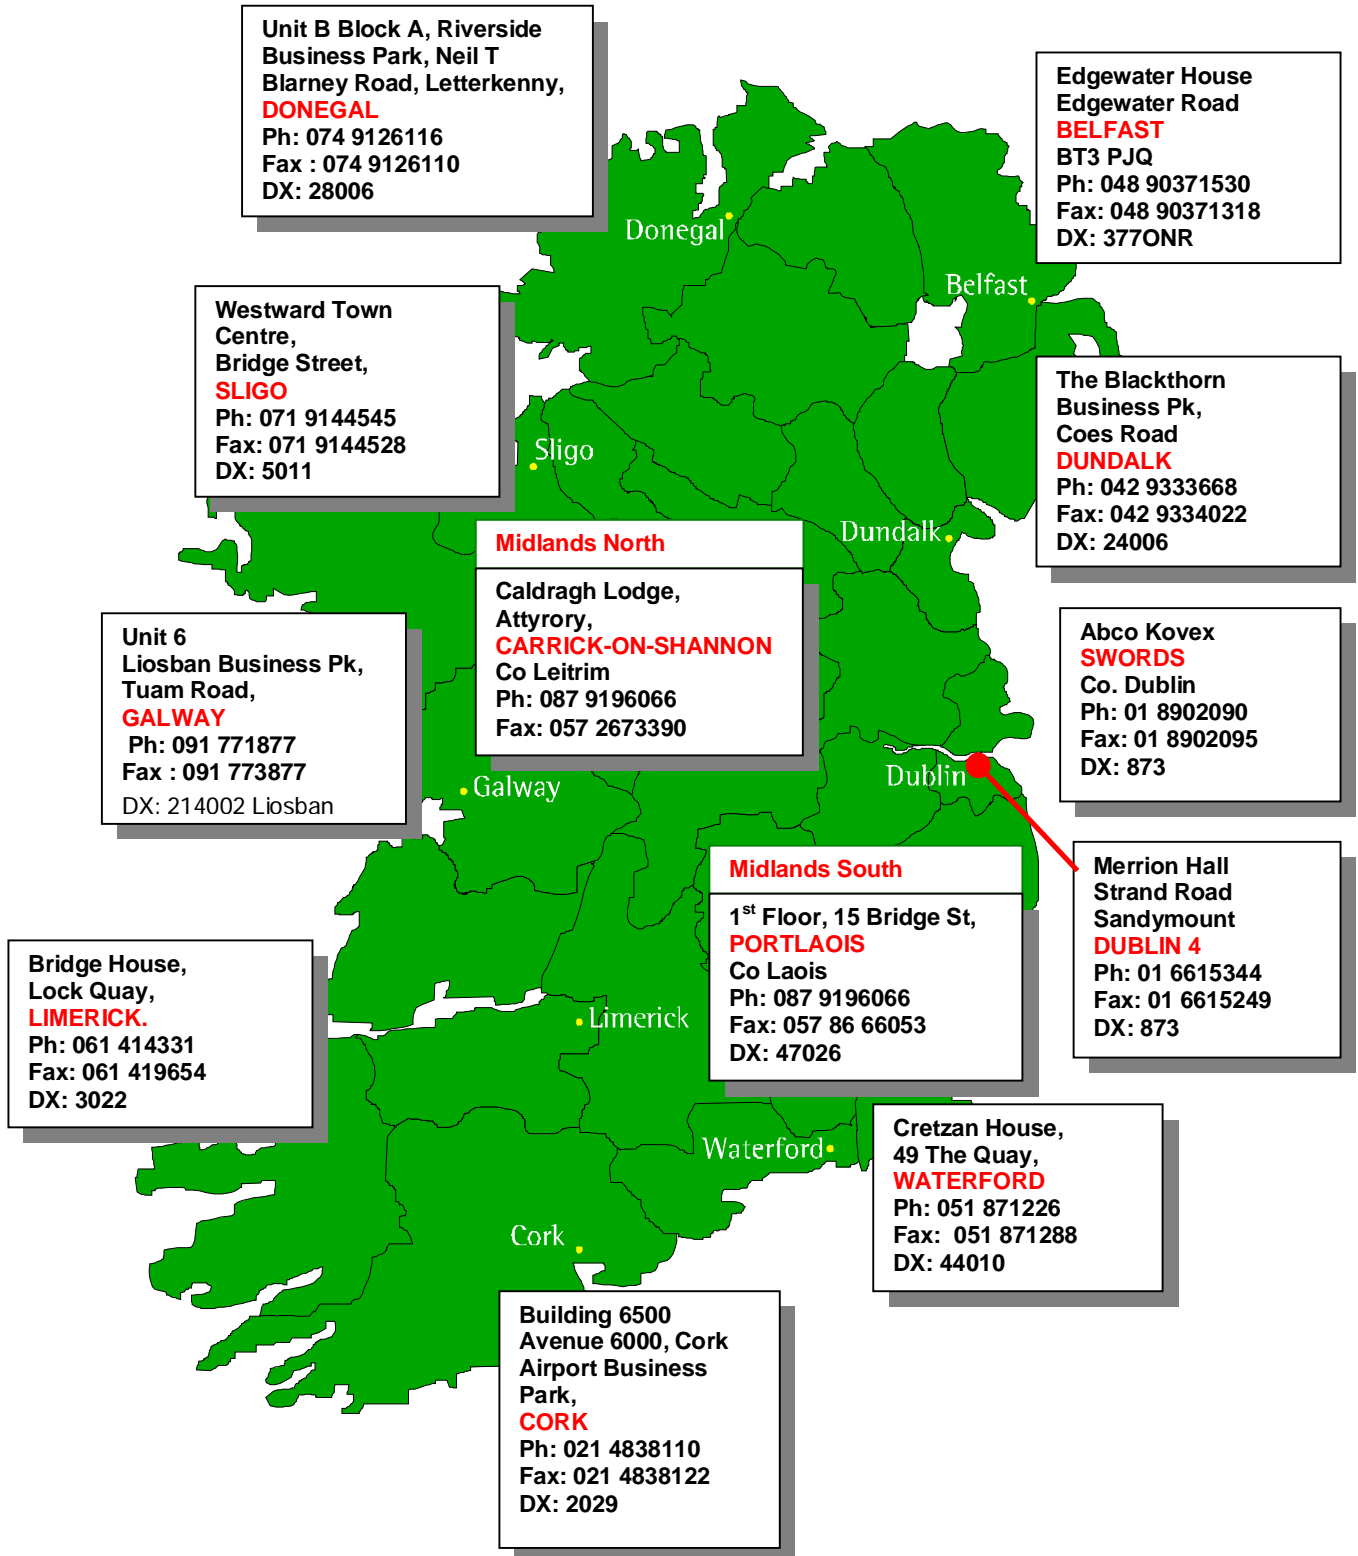 Unit B Block A, Riverside
Business Park, Neil T
Blarney Road, Letterkenny,
DONEGAL
Ph: 074 9126116
Fax : 074 9126110
DX: 28006
Edgewater House
Edgewater Road
BELFAST
BT3 PJQ
Ph: 048 90371530
Fax: 048 90371318
DX: 377ONR
Donegal
Belfast
Westward Town
Centre,
Bridge Street,
SLIGO
Ph: 071 9144545
Fax: 071 9144528
DX: 5011
The Blackthorn
Business Pk,
Coes Road
DUNDALK
Ph: 042 9333668
Fax: 042 9334022
DX: 24006
Sligo
Dundalk
Midlands North
Caldragh Lodge,
Attyrory,
CARRICK-ON-SHANNON
Co Leitrim
Ph: 087 9196066
Fax: 057 2673390
Unit 6
Liosban Business Pk,
Tuam Road,
GALWAY
Ph: 091 771877
Fax : 091 773877
DX: 214002 Liosban
Abco Kovex
SWORDS
Co. Dublin
Ph: 01 8902090
Fax: 01 8902095
DX: 873
Galway
Dublin
Midlands South
1st Floor, 15 Bridge St,
PORTLAOIS
Co Laois
Ph: 087 9196066
Fax: 057 86 66053
DX: 47026
Merrion Hall
Strand Road
Sandymount
DUBLIN 4
Ph: 01 6615344
Fax: 01 6615249
DX: 873
Bridge House,
Lock Quay,
LIMERICK.
Ph: 061 414331
Fax: 061 419654
DX: 3022
Limerick
Waterford
Cretzan House,
49 The Quay,
WATERFORD
Ph: 051 871226
Fax:  051 871288
DX: 44010
Cork
Building 6500
Avenue 6000, Cork
Airport Business
Park,
CORK
Ph: 021 4838110
Fax: 021 4838122
DX: 2029